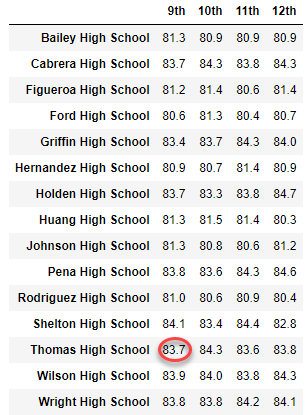 9th 10th 11th 12th
Bailey High School 81.3 80.9 80.9 80.9
Cabrera High School 83.7 84.3 83.8 84.3
Figueroa High School 81.2 81.4 80.6 81.4
Ford High School 80.6 81.3 80.4 80.7
Griffin High School 83.4 83.7 84.3 84.0
Hernandez High School 80.9 80.7 81.4 80.9
Holden High School 83.7 83.3 83.8 84.7
Huang High School 81.3 81.5 81.4 80.3
Johnson High School 81.3 80.8 80.6 81.2
Pena High School 83.8 83.6 84.3 84.6
Rodriguez High School 81.0 80.6 80.9 80.4
Shelton High School 84.1 83.4 84.4 82.8
Thomas High School 83.7 84.3 83.6 83.8
Wilson High School 83.9 84.0 83.8 84.3
Wright High School 83.8 83.8 84.2 84.1